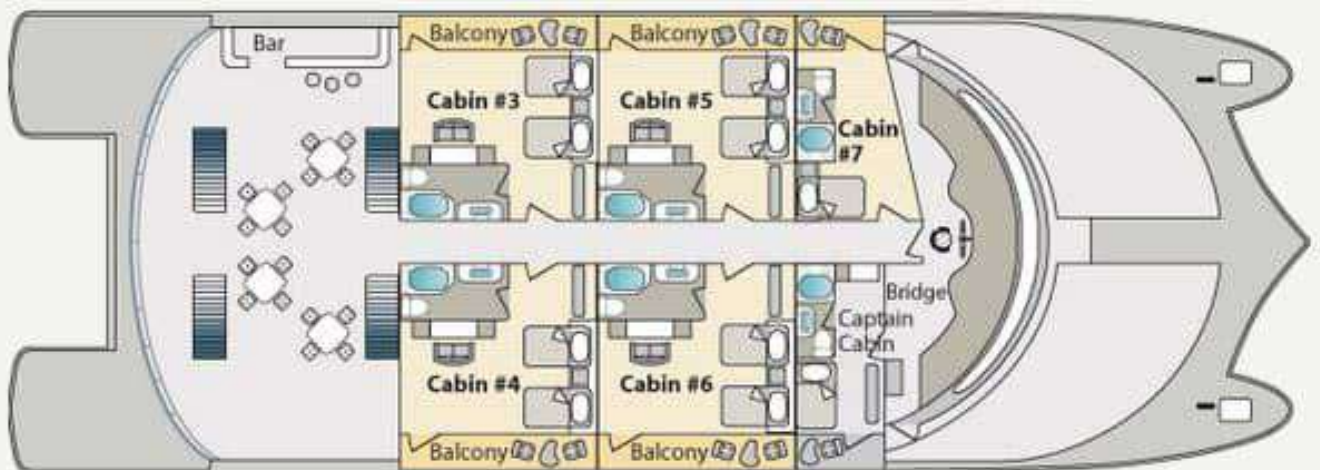 Balcony
Balcony
Bar
Cabin #3
Cabin #5
Cabin
#7
Bridge
Captain
Cabin
Cabin #4
Cabin #6
Balcony
Balcony